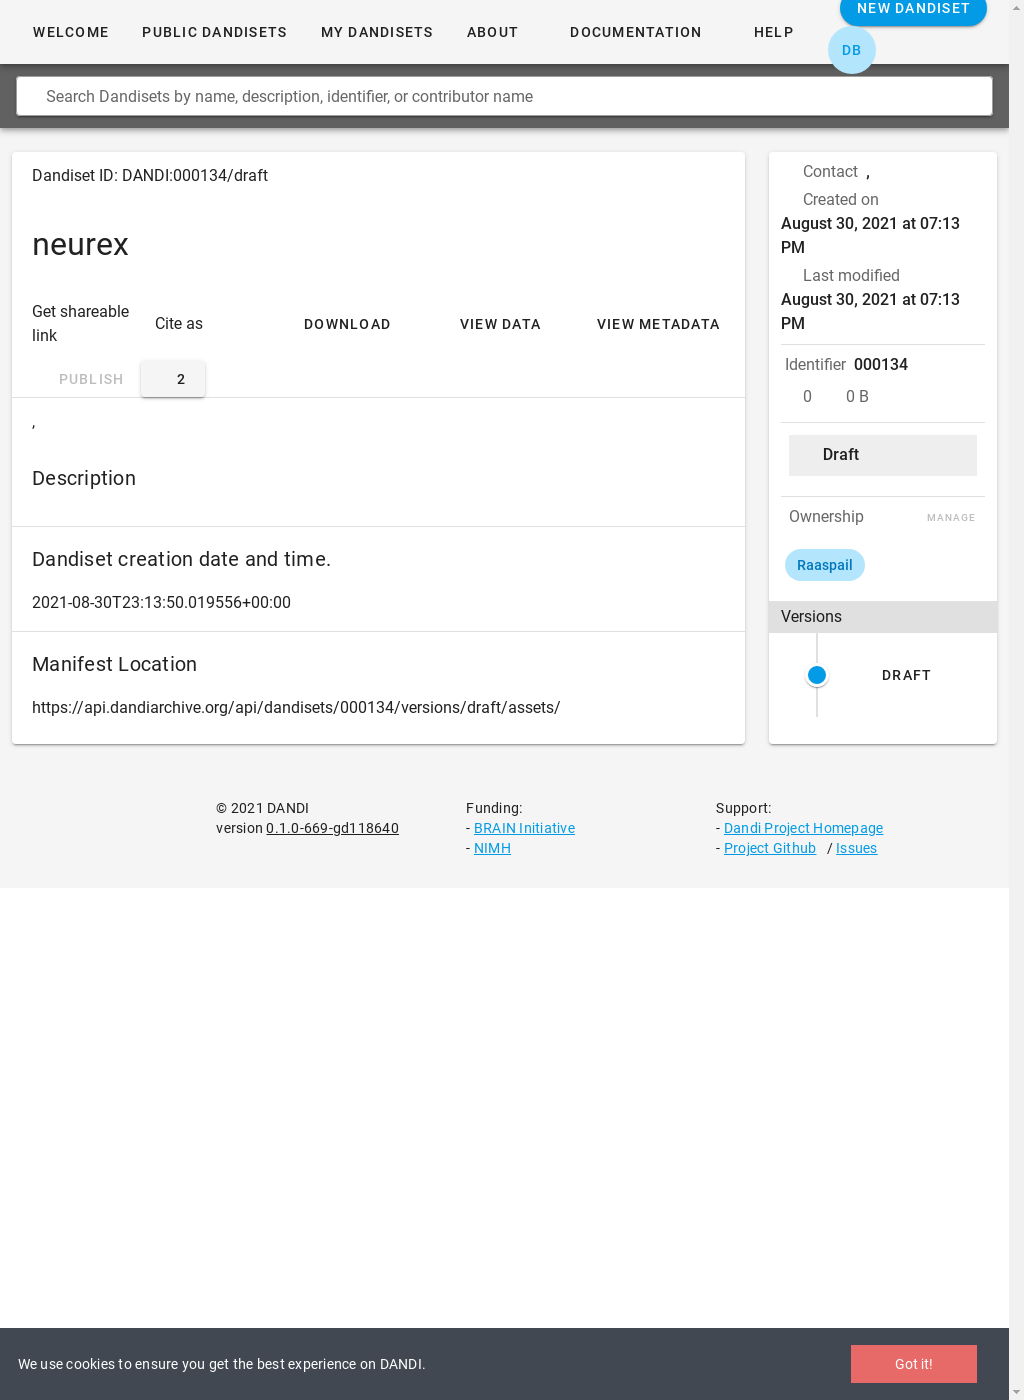 WELCOME PUBLIC DANDISETS MY DANDISETS ABOUT DOCUMENTATION HELP NEW DANDISET
DB
Search Dandisets by name, description, identifier, or contributor name
Dandiset ID: DANDI:000134/draft
neurex
Get shareable link
Cite as
DOWNLOAD
VIEW DATA
VIEW METADATA
PUBLISH
2
,
Description
Dandiset creation date and time.
2021-08-30T23:13:50.019556+00:00
Manifest Location
https://api.dandiarchive.org/api/dandisets/000134/versions/draft/assets/
Contact ,
Created on
August 30, 2021 at 07:13
PM
Last modified
August 30, 2021 at 07:13
PM
Identifier 000134
0 0 B
Draft
Ownership MANAGE
Raaspail
Versions
DRAFT
© 2021 DANDI
version 0.1.0-669-gd118640
Funding:
- BRAIN Initiative
- NIMH
Support:
- Dandi Project Homepage
- Project Github / Issues
We use cookies to ensure you get the best experience on DANDI.
Got it!